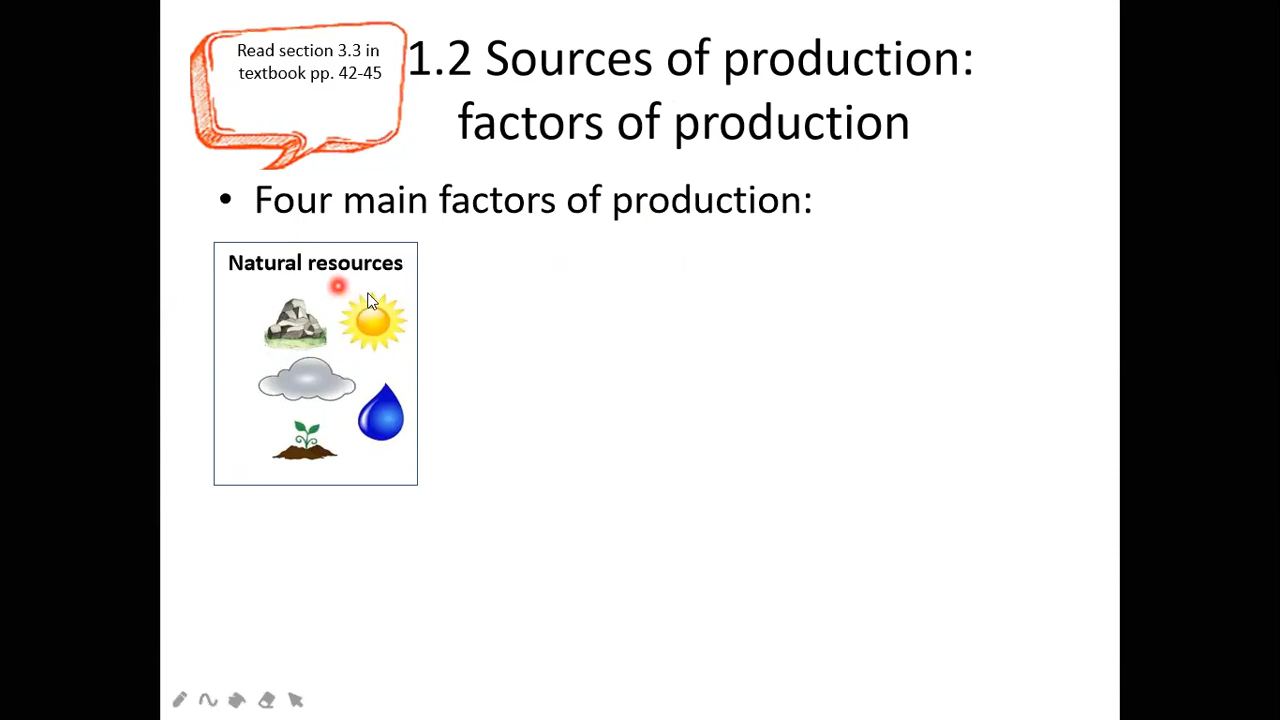 Read section 3.3 in
textbook pp. 42-45
1.2 Sources of production:
factors of production
• Four main factors of production:
Natural resources